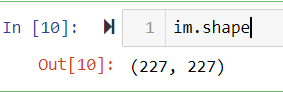 In [10]: 1 im.shape
Out[10]: (227, 227)